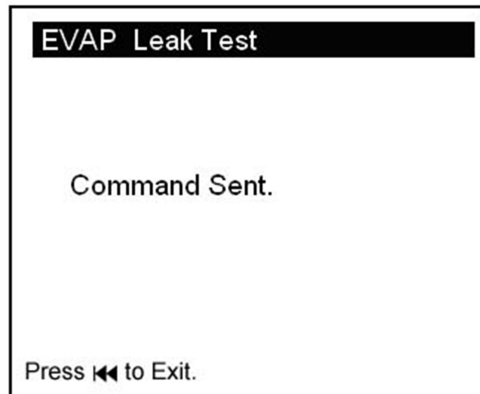 EVAP Leak Test
Command Sent.
Press ⏮ to Exit.